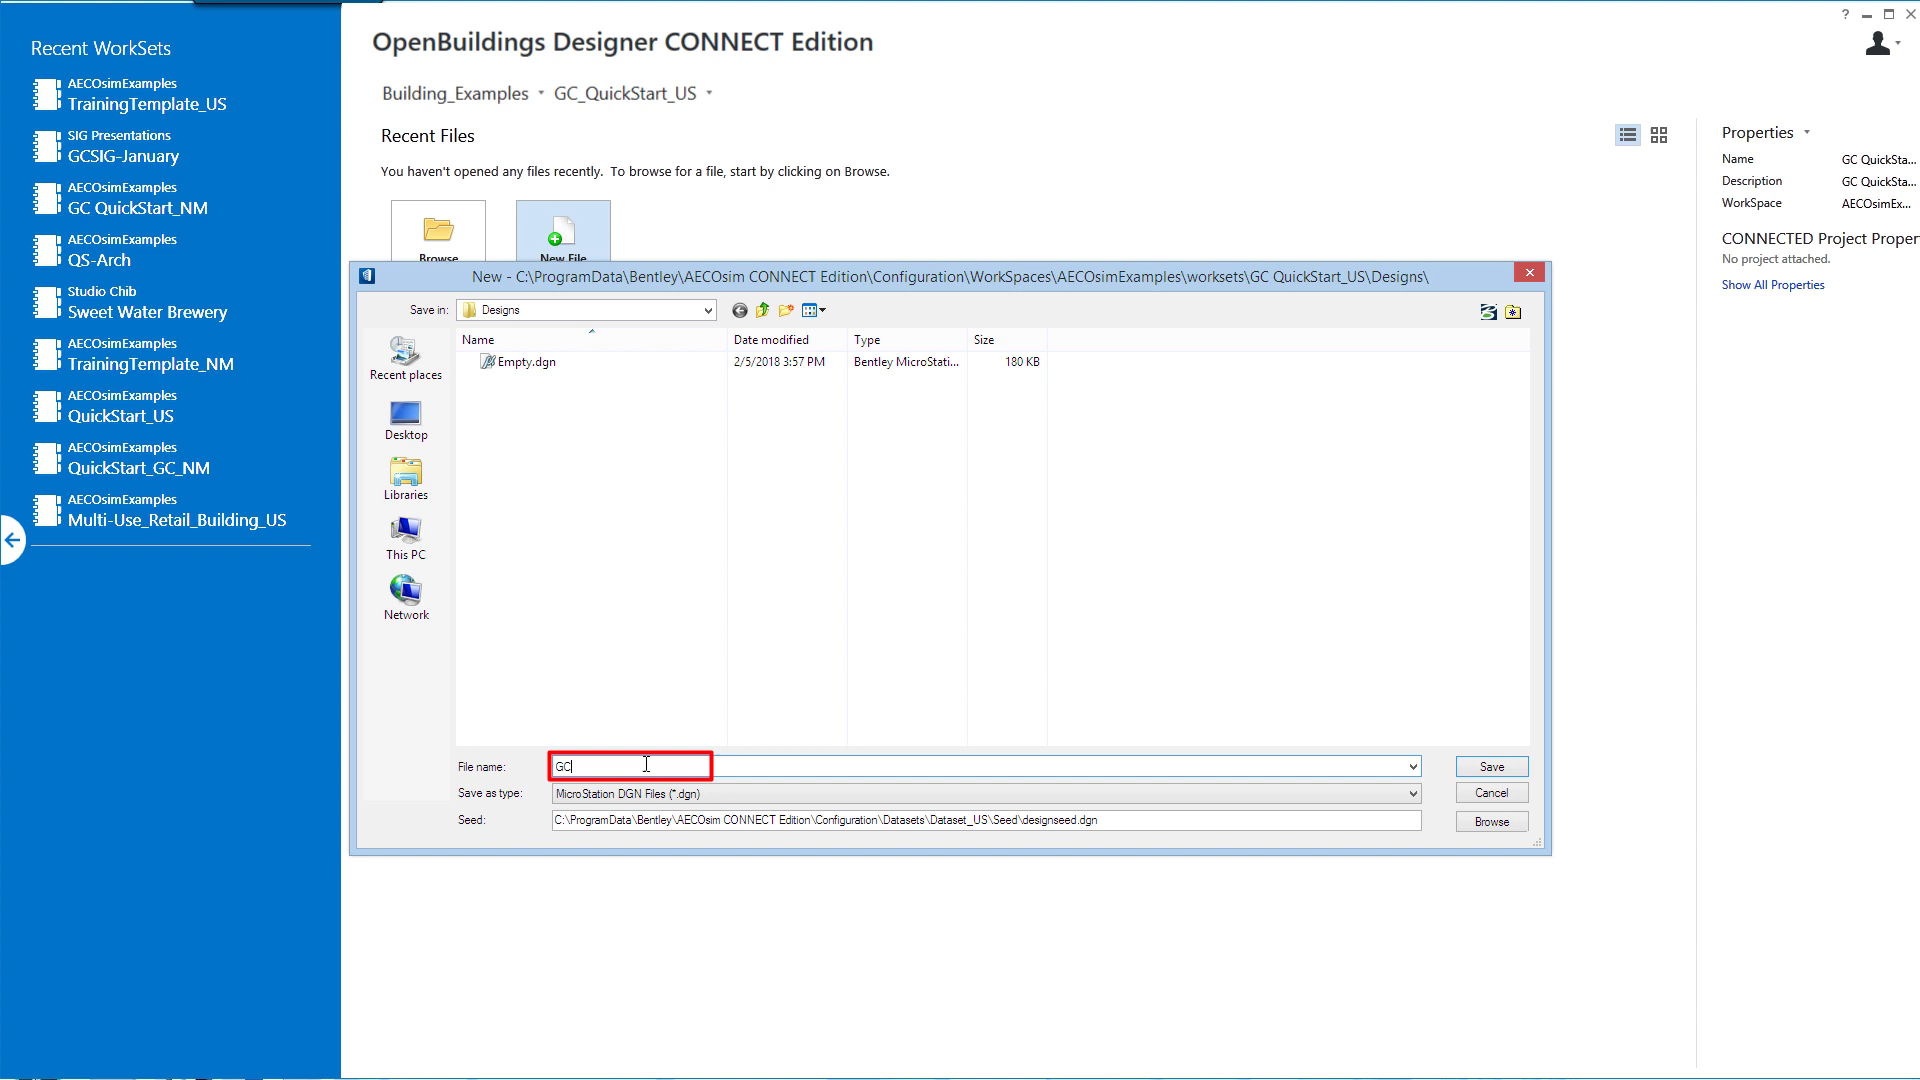 Recent WorkSets
AECOsimExamples
TrainingTemplate_US
SIG Presentations
GCSIG-January
AECOsimExamples
GC QuickStart_NM
AECOsimExamples
QS-Arch
Studio Chib
Sweet Water Brewery
AECOsimExamples
TrainingTemplate_NM
AECOsimExamples
QuickStart_US
AECOsimExamples
QuickStart_GC_NM
AECOsimExamples
Multi-Use_Retail_Building_US
?
OpenBuildings Designer CONNECT Edition
Building_Examples GC_QuickStart_US
Recent Files
You haven't opened any files recently. To browse for a file, start by clicking on Browse.
Browse
New File
New - C:\ProgramData\Bentley\AECOsim CONNECT Edition\Configuration\WorkSpaces\AECOsimExamples\worksets\GC QuickStart_US\Designs\
Save in: Designs
Recent places
Desktop
Libraries
This PC
Network
Name Date modified Type Size
Empty.dgn 2/5/2018 3:57 PM Bentley MicroStati... 180 KB
File name: GC Save
Save as type: MicroStation DGN Files (*.dgn) Cancel
Seed: C:\ProgramData\Bentley\AECOsim CONNECT Edition\Configuration\Datasets\Dataset_US\Seed\designseed.dgn Browse
Properties
Name GC QuickSta...
Description GC QuickSta...
WorkSpace AECOsimEx...
CONNECTED Project Proper
No project attached.
Show All Properties